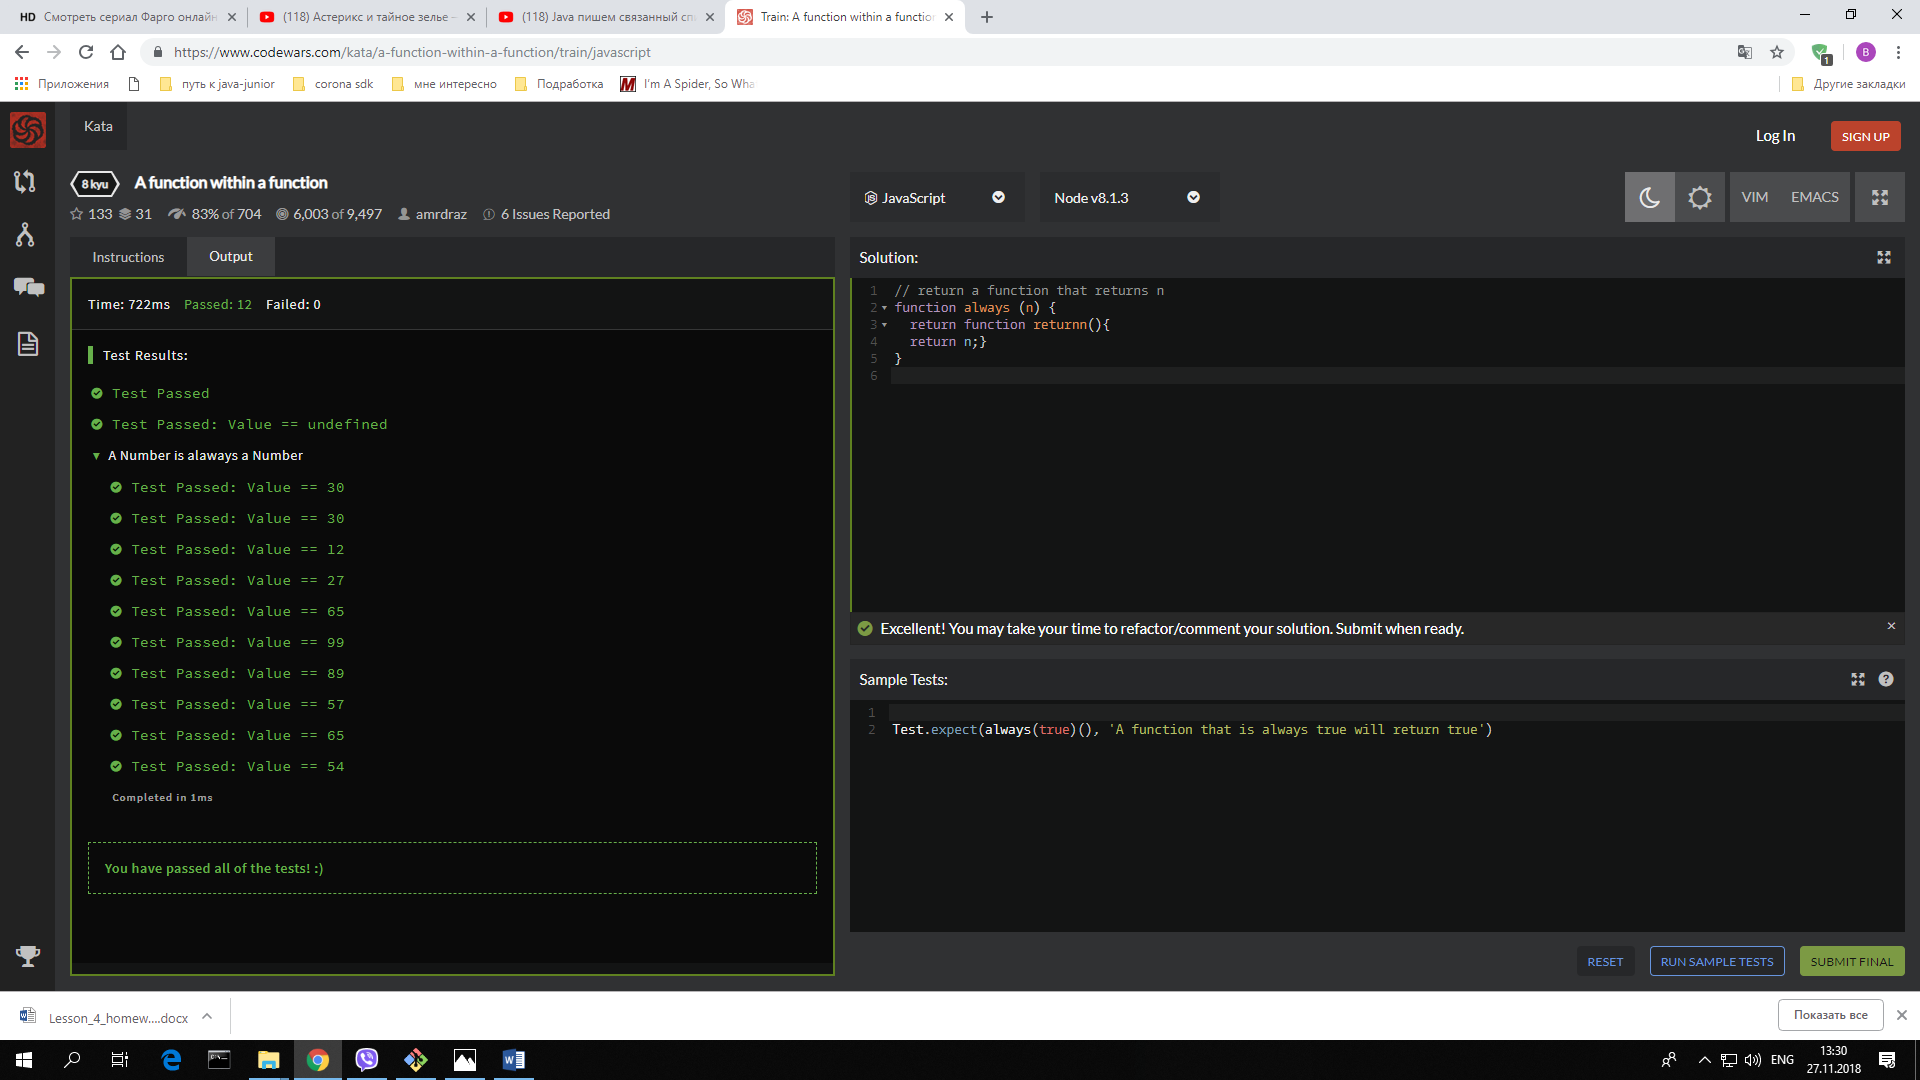 HD Смотреть сериал Фарго онлайн
(118) Астерикс и тайное зелье –
(118) Java пишем связанный спи
Train: A function within a function
https://www.codewars.com/kata/a-function-within-a-function/train/javascript
1
B
Приложения
путь к java-junior
corona sdk
мне интересно
Подработка
I'm A Spider, So Wha
Другие закладки
Kata
Log In
SIGN UP
8 kyu
A function within a function
133 31 83% of 704 6,003 of 9,497 amrdraz 6 Issues Reported
JavaScript
Node v8.1.3
VIM
EMACS
Instructions
Output
Time: 722ms Passed: 12 Failed: 0
Test Results:
Test Passed
Test Passed: Value == undefined
A Number is alaways a Number
Test Passed: Value == 30
Test Passed: Value == 30
Test Passed: Value == 12
Test Passed: Value == 27
Test Passed: Value == 65
Test Passed: Value == 99
Test Passed: Value == 89
Test Passed: Value == 57
Test Passed: Value == 65
Test Passed: Value == 54
Completed in 1ms
You have passed all of the tests! :)
Solution:
1 // return a function that returns n
2 function always (n) {
3 return function returnn(){
4 return n;}
5 }
6
Excellent! You may take your time to refactor/comment your solution. Submit when ready.
Sample Tests:
1
2 Test.expect(always(true)(), 'A function that is always true will return true')
RESET
RUN SAMPLE TESTS
SUBMIT FINAL
Lesson_4_homew....docx
Показать все
ENG
13:30
27.11.2018